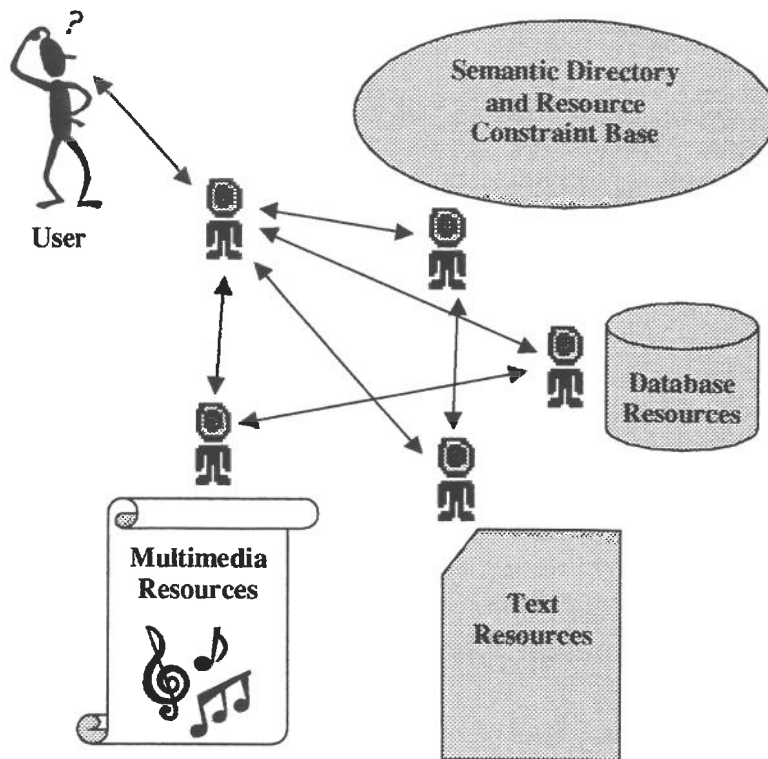 ?
Semantic Directory
and Resource
Constraint Base
User
Database
Resources
Multimedia
Resources
Text
Resources